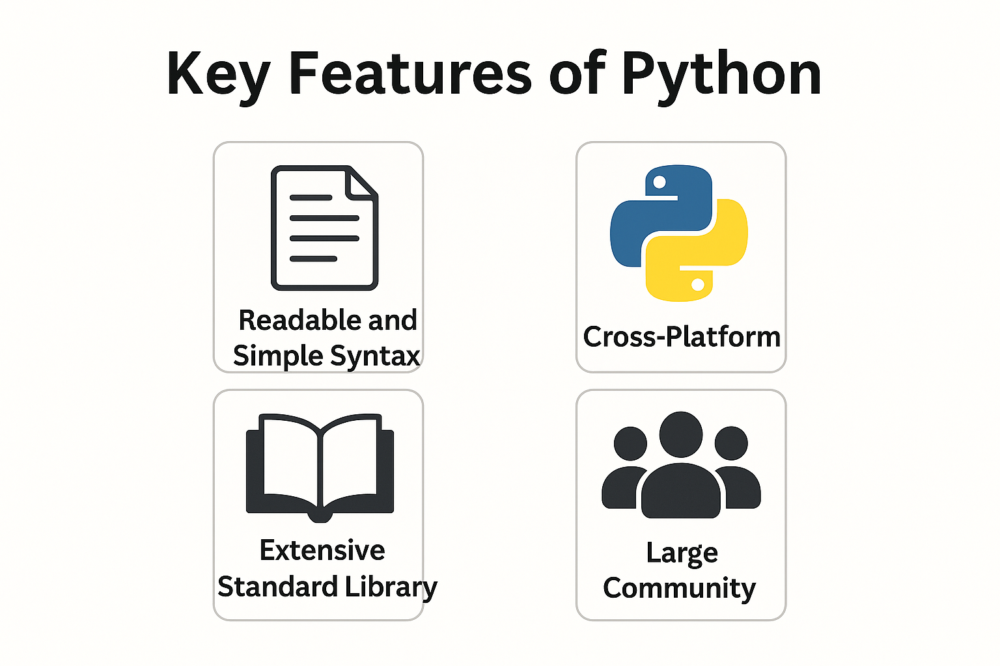 Key Features of Python
Readable and
Simple Syntax
Cross-Platform
Extensive
Standard Library
Large
Community